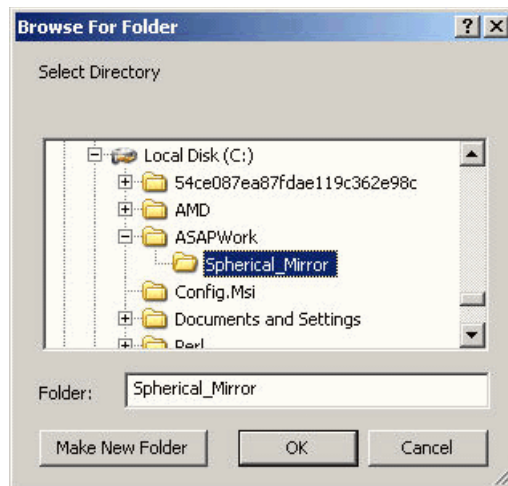 Browse For Folder
Select Directory
Local Disk (C:)
54ce087ea87fdae119c362e98c
AMD
ASAPWork
Spherical_Mirror
Config.Msi
Documents and Settings
Perl
Folder: Spherical_Mirror
Make New Folder OK Cancel